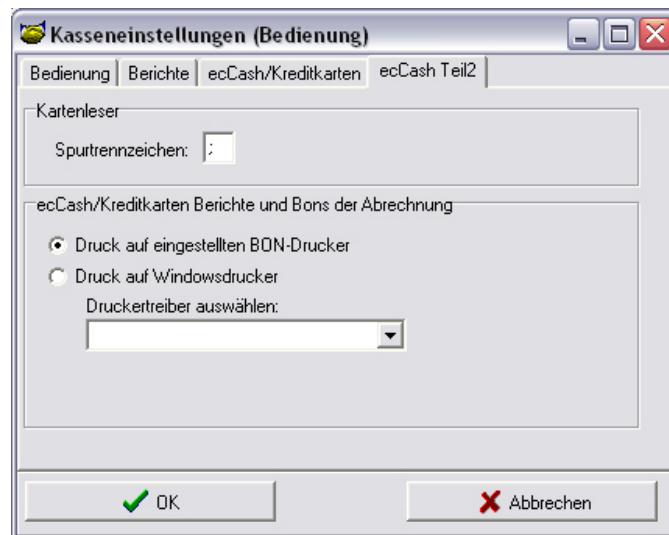 Kasseneinstellungen (Bedienung)
Bedienung Berichte ecCash/Kreditkarten ecCash Teil2
Kartenleser
Spurtrennzeichen: ;
ecCash/Kreditkarten Berichte und Bons der Abrechnung
Druck auf eingestellten BON-Drucker
Druck auf Windowsdrucker
Druckertreiber auswählen:
OK Abbrechen